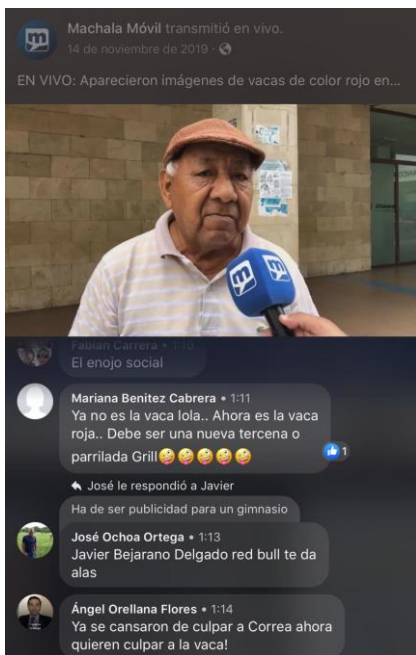 Machala Móvil transmitió en vivo.
14 de noviembre de 2019 ·
EN VIVO: Aparecieron imágenes de vacas de color rojo en...
Fabian Carrera • 1:10
El enojo social
Mariana Benitez Cabrera • 1:11
Ya no es la vaca lola.. Ahora es la vaca
roja.. Debe ser una nueva tercena o
parrilada Grill🤪🤪🤪🤪🤪
1
José le respondió a Javier
Ha de ser publicidad para un gimnasio
José Ochoa Ortega • 1:13
Javier Bejarano Delgado red bull te da
alas
Ángel Orellana Flores • 1:14
Ya se cansaron de culpar a Correa ahora
quieren culpar a la vaca!